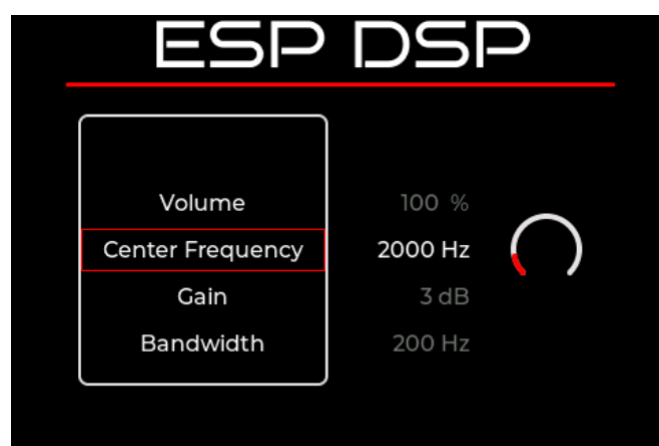 ESP DSP
Volume 100 %
Center Frequency 2000 Hz
Gain 3 dB
Bandwidth 200 Hz